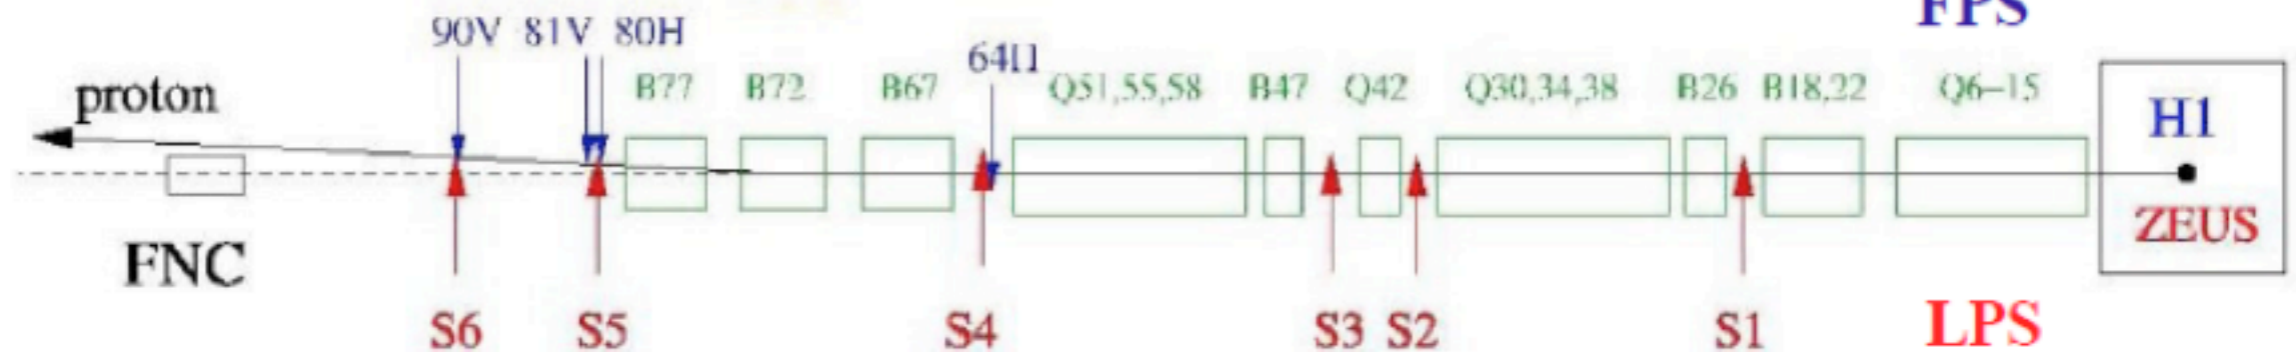 FPS
90V 81V 80H
64H
proton
B77 B72 B67 Q51,55,58 B47 Q42 Q30,34,38 B26 B18,22 Q6–15
H1
ZEUS
FNC
S6 S5 S4 S3 S2 S1 LPS